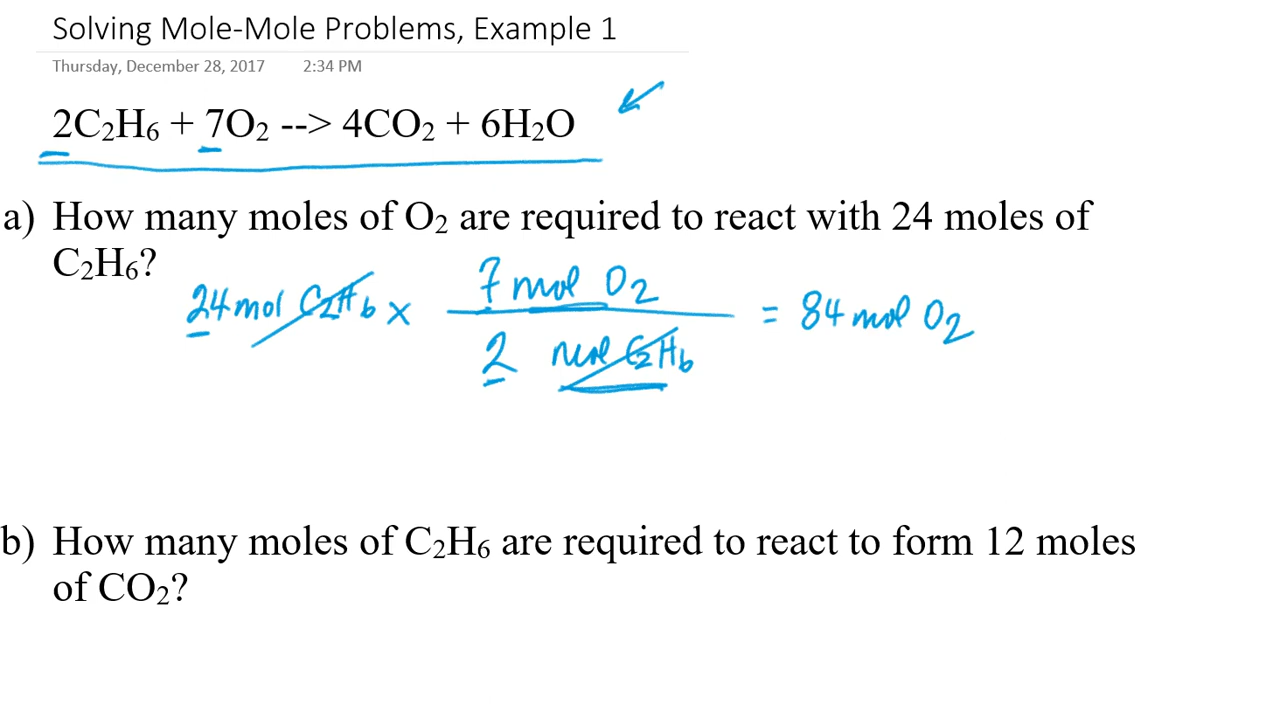 Solving Mole-Mole Problems, Example 1
Thursday, December 28, 2017 2:34 PM
2C₂H₆ + 7O₂ --> 4CO₂ + 6H₂O
a) How many moles of O₂ are required to react with 24 moles of
C₂H₆?
7 mol O₂
24 mol C₂H₆ x = 84 mol O₂
2 mol C₂H₆
b) How many moles of C₂H₆ are required to react to form 12 moles
of CO₂?